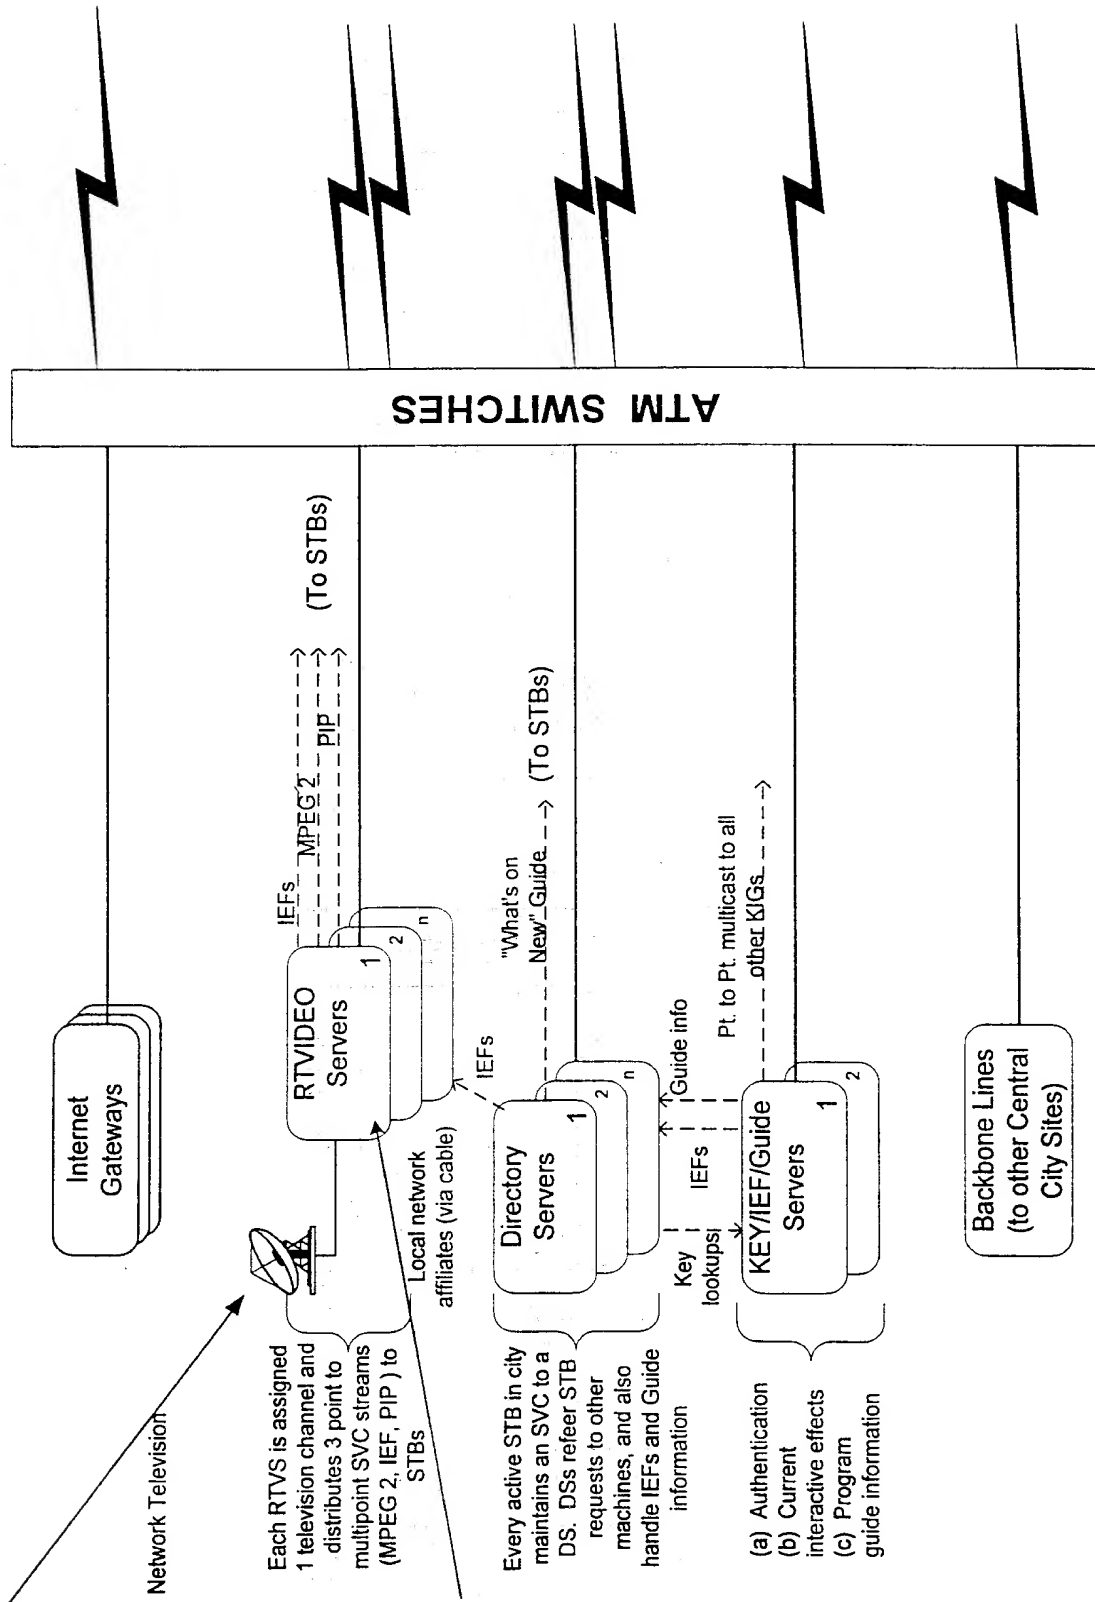 Internet
Gateways
Network Television
Each RTVS is assigned
1 television channel and
distributes 3 point to
multipoint SVC streams
(MPEG 2, IEF, PIP ) to
STBs
RTVIDEO
Servers
1
2
n
IEFs
MPEG 2
PIP
(To STBs)
Local network
affiliates (via cable)
IEFs
Every active STB in city
maintains an SVC to a
DS. DSs refeer STB
requests to other
machines, and also
handle IEFs and Guide
information
Directory
Servers
1
2
n
"What's on
New" Guide
(To STBs)
Key
lookups
IEFs
Guide info
(a) Authentication
(b) Current
interactive effects
(c) Program
guide information
KEY/IEF/Guide
Servers
1
2
Pt. to Pt. multicast to all
other KIGs
Backbone Lines
(to other Central
City Sites)
ATM SWITCHES